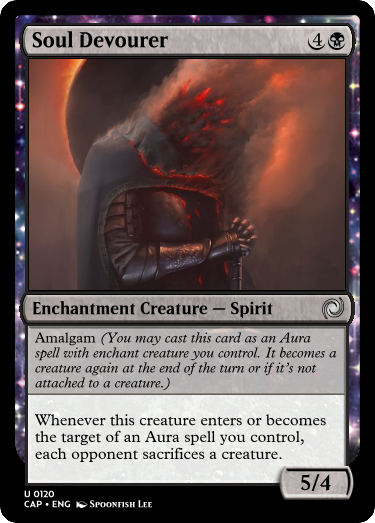 Soul Devourer 4
Enchantment Creature — Spirit
Amalgam (You may cast this card as an Aura
spell with enchant creature you control. It becomes a
creature again at the end of the turn or if it's not
attached to a creature.)
Whenever this creature enters or becomes
the target of an Aura spell you control,
each opponent sacrifices a creature.
5/4
U 0120
CAP • ENG Spoonfish Lee